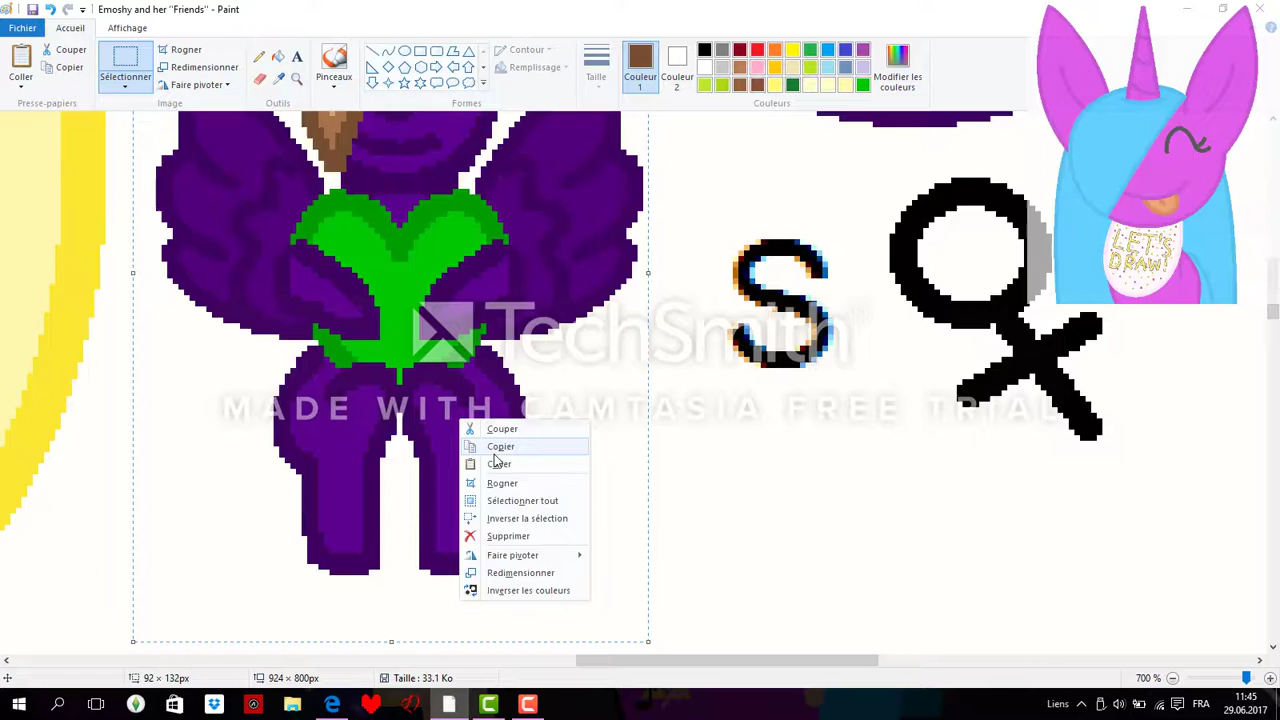 Emoshy and her "Friends" - Paint
Fichier Accueil Affichage
Coller
Couper
Copier
Presse-papiers
Sélectionner
Rogner
Redimensionner
Faire pivoter
Image
Outils
Pinceaux
Formes
Contour
Remplissage
Taille
Couleur 1
Couleur 2
Modifier les couleurs
Couleurs
LET'S DRAW!
S
TechSmith
MADE WITH CAMTASIA FREE TRIAL
Couper
Copier
Coller
Rogner
Sélectionner tout
Inverser la sélection
Supprimer
Faire pivoter
Redimensionner
Inverser les couleurs
92 × 132px
924 × 800px
Taille : 33.1 Ko
700 %
Liens
FRA
11:45
29.06.2017